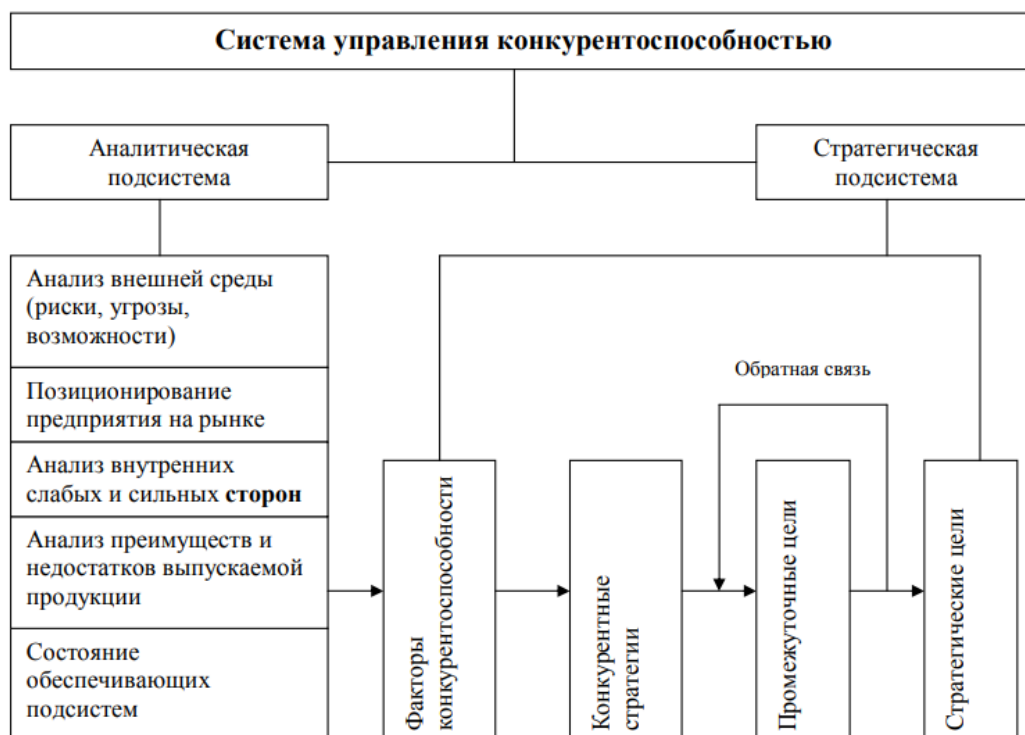 Система управления конкурентоспособностью
Аналитическая
подсистема
Стратегическая
подсистема
Анализ внешней среды
(риски, угрозы,
возможности)
Позиционирование
предприятия на рынке
Анализ внутренних
слабых и сильных сторон
Анализ преимуществ и
недостатков выпускаемой
продукции
Состояние
обеспечивающих
подсистем
Обратная связь
Факторы
конкурентоспособности
Конкурентные
стратегии
Промежуточные цели
Стратегические цели